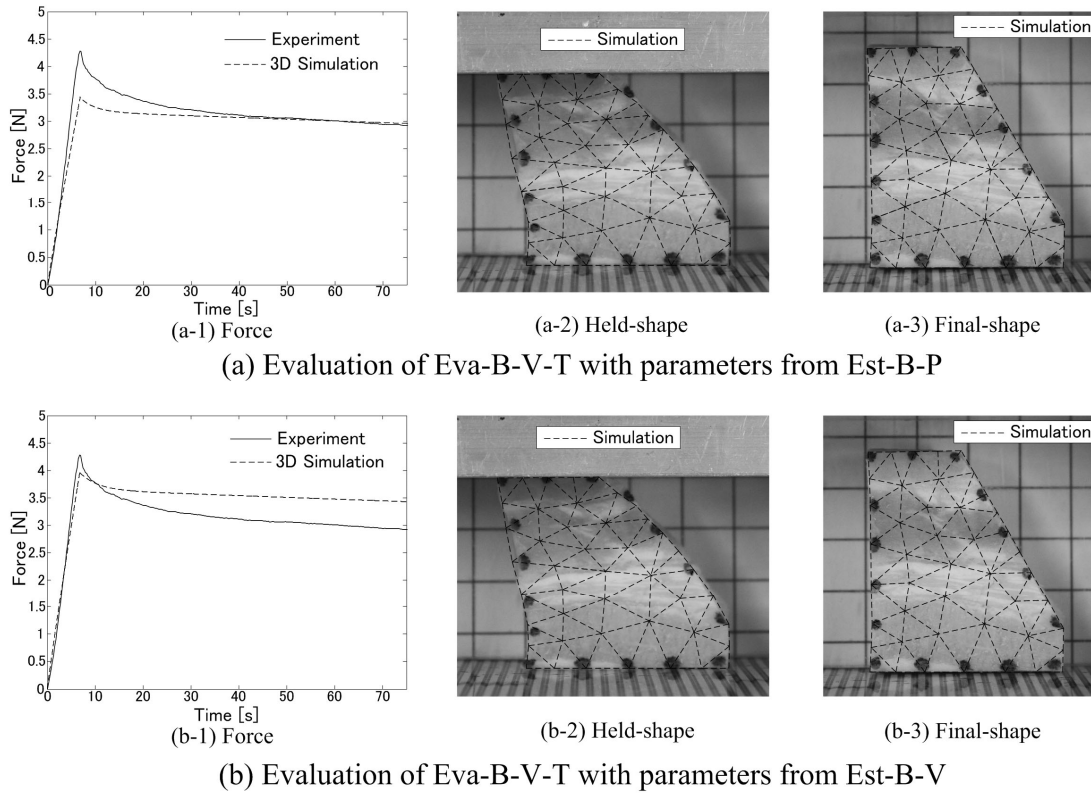 5
4.5
4
3.5
3
2.5
2
1.5
1
0.5
0
Force [N]
Experiment
3D Simulation
0 10 20 30 40 50 60 70
Time [s]
(a-1) Force
Simulation
(a-2) Held-shape
Simulation
(a-3) Final-shape
(a) Evaluation of Eva-B-V-T with parameters from Est-B-P
5
4.5
4
3.5
3
2.5
2
1.5
1
0.5
0
Force [N]
Experiment
3D Simulation
0 10 20 30 40 50 60 70
Time [s]
(b-1) Force
Simulation
(b-2) Held-shape
Simulation
(b-3) Final-shape
(b) Evaluation of Eva-B-V-T with parameters from Est-B-V